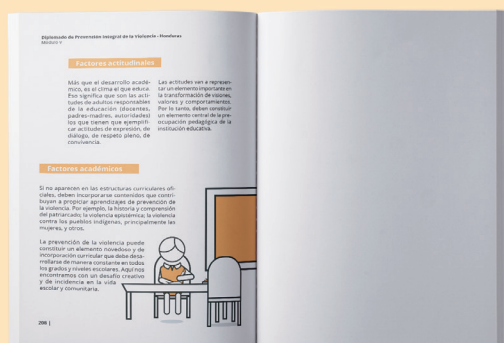 Diplomado de Prevención Integral de la Violencia - Honduras
Módulo V
Factores actitudinales
Más que el desarrollo acadé-
mico, es el clima el que educa.
Eso significa que son las acti-
tudes de adultos responsables
de la educación (docentes,
padres-madres, autoridades)
los que tienen que ejemplifi-
car actitudes de expresión, de
diálogo, de respeto pleno, de
convivencia.
Las actitudes van a represen-
tar un elemento importante en
la transformación de visiones,
valores y comportamientos.
Por lo tanto, deben constituir
un elemento central de la pre-
ocupación pedagógica de la
institución educativa.
Factores académicos
Si no aparecen en las estructuras curriculares ofi-
ciales, deben incorporarse contenidos que contri-
buyan a propiciar aprendizajes de prevención de
la violencia. Por ejemplo, la historia y comprensión
del patriarcado; la violencia epistémica; la violencia
contra los pueblos indígenas, principalmente las
mujeres, y otros.
La prevención de la violencia puede
constituir un elemento novedoso y de
incorporación curricular que debe desa-
rrollarse de manera constante en todos
los grados y niveles escolares. Aquí nos
encontramos con un desafío creativo
y de incidencia en la vida
escolar y comunitaria.
206 |